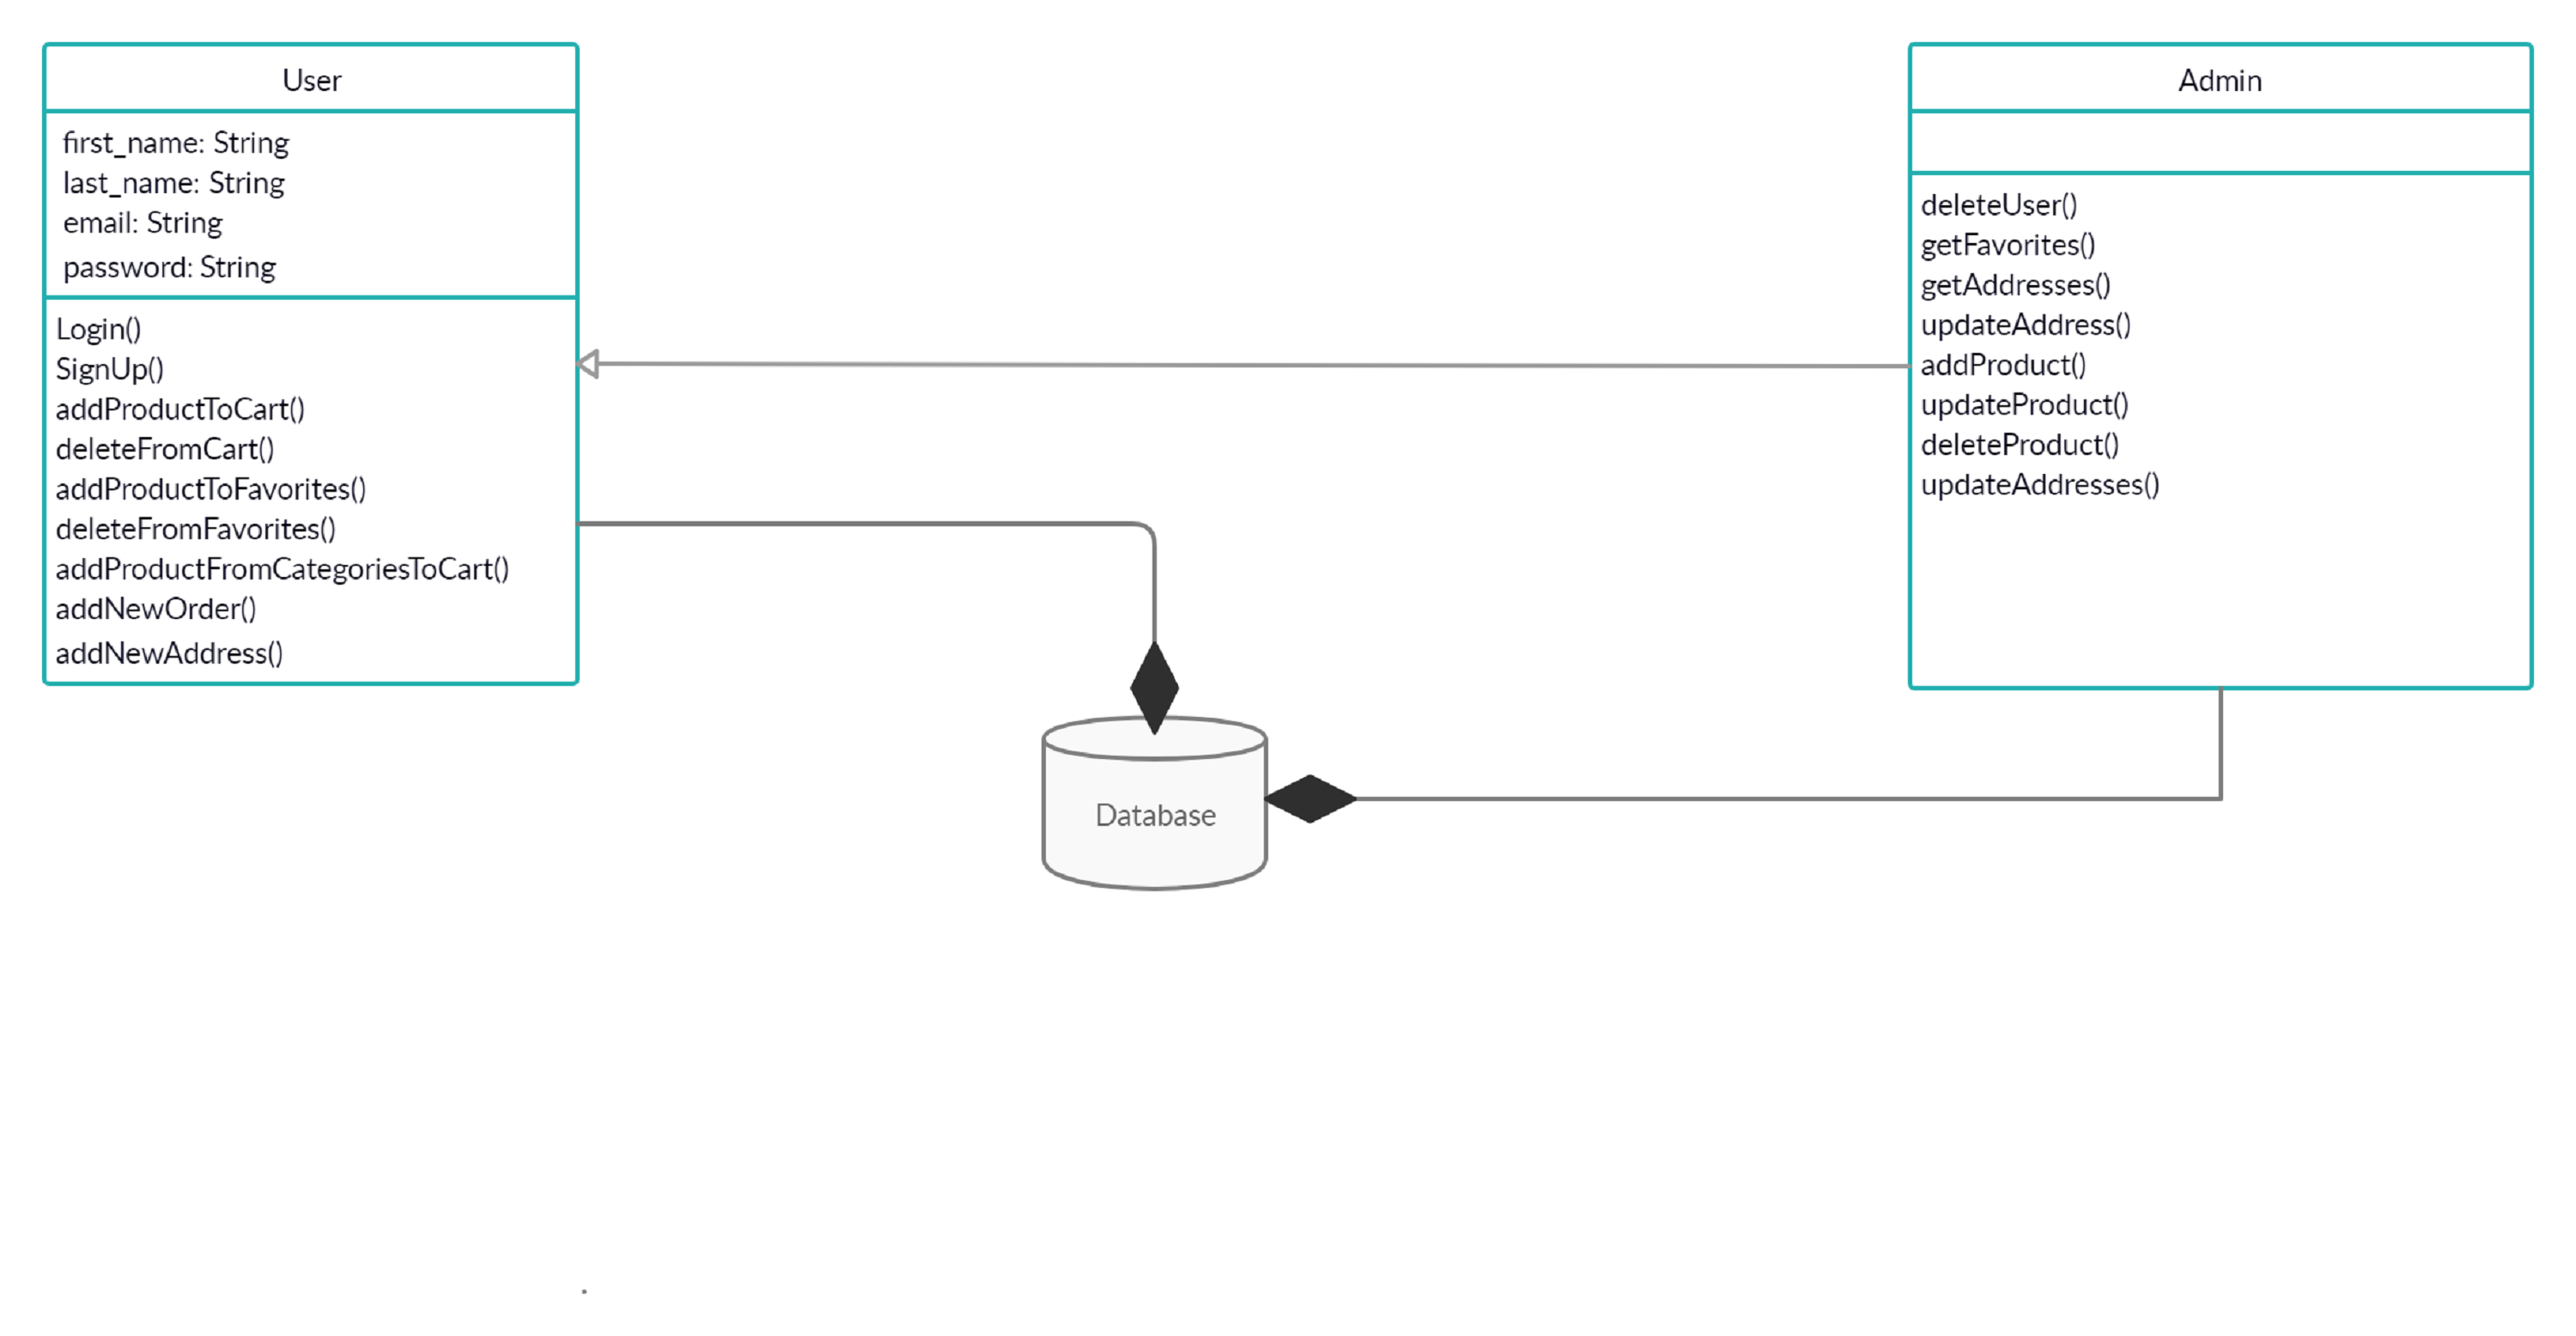 User
first_name: String
last_name: String
email: String
password: String
Login()
SignUp()
addProductToCart()
deleteFromCart()
addProductToFavorites()
deleteFromFavorites()
addProductFromCategoriesToCart()
addNewOrder()
addNewAddress()
Admin
deleteUser()
getFavorites()
getAddresses()
updateAddress()
addProduct()
updateProduct()
deleteProduct()
updateAddresses()
Database